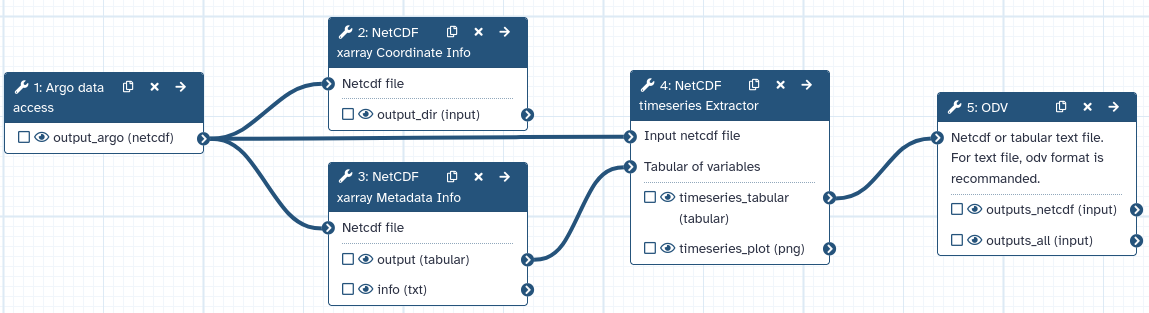 1: Argo data
access
output_argo (netcdf)
2: NetCDF
xarray Coordinate Info
Netcdf file
output_dir (input)
3: NetCDF
xarray Metadata Info
Netcdf file
output (tabular)
info (txt)
4: NetCDF
timeseries Extractor
Input netcdf file
Tabular of variables
timeseries_tabular
(tabular)
timeseries_plot (png)
5: ODV
Netcdf or tabular text file.
For text file, odv format is
recommanded.
outputs_netcdf (input)
outputs_all (input)